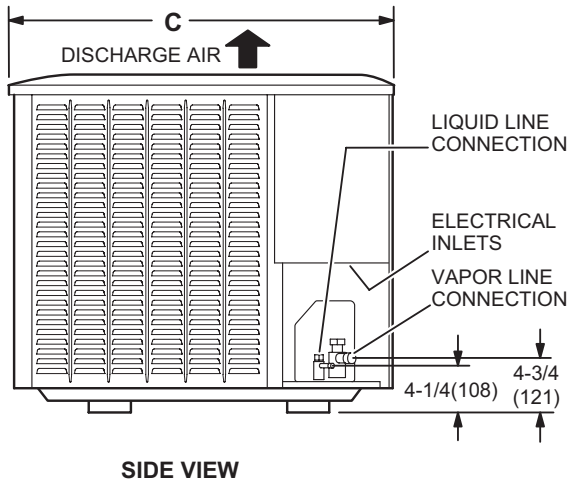 C
DISCHARGE AIR
LIQUID LINE
CONNECTION
ELECTRICAL
INLETS
VAPOR LINE
CONNECTION
4-1/4(108)
4-3/4
(121)
SIDE VIEW